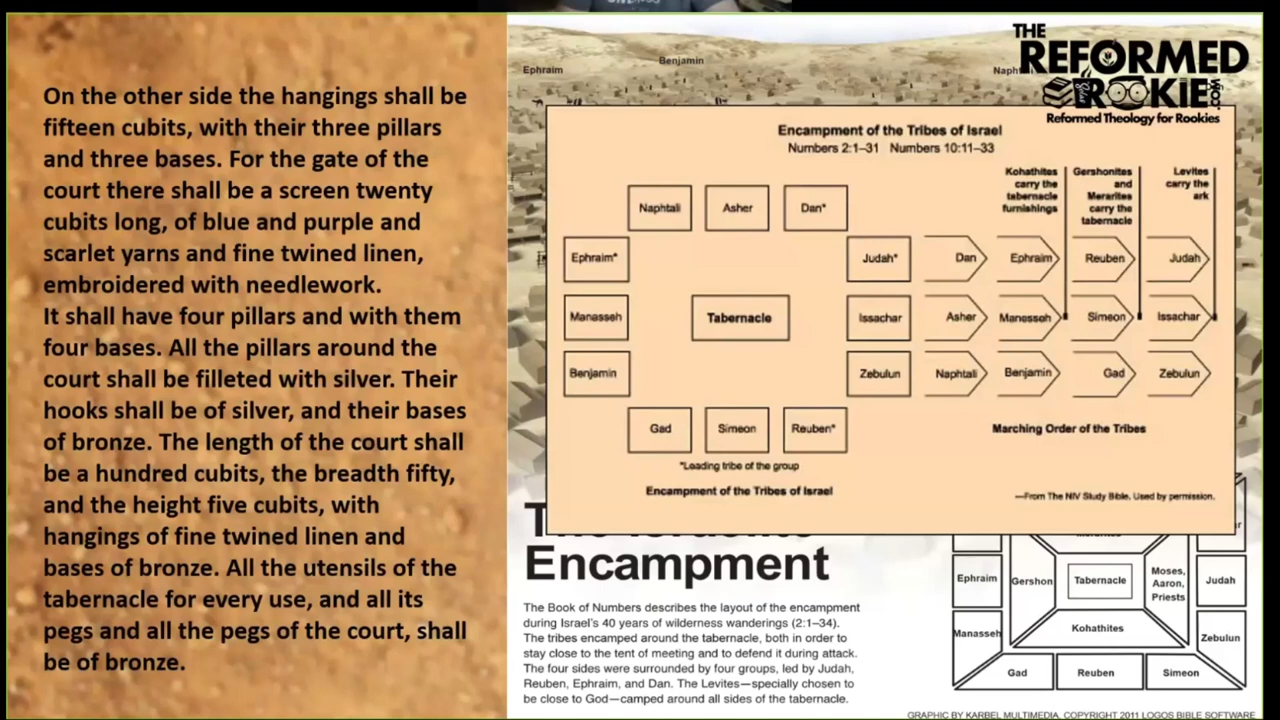 On the other side the hangings shall be
fifteen cubits, with their three pillars
and three bases. For the gate of the
court there shall be a screen twenty
cubits long, of blue and purple and
scarlet yarns and fine twined linen,
embroidered with needlework.
It shall have four pillars and with them
four bases. All the pillars around the
court shall be filleted with silver. Their
hooks shall be of silver, and their bases
of bronze. The length of the court shall
be a hundred cubits, the breadth fifty,
and the height five cubits, with
hangings of fine twined linen and
bases of bronze. All the utensils of the
tabernacle for every use, and all its
pegs and all the pegs of the court, shall
be of bronze.
THE
REFORMED
ROOKIE.COM
Reformed Theology for Rookies
Ephraim
Benjamin
Encampment of the Tribes of Israel
Numbers 2:1–31 Numbers 10:11–33
Kohathites
carry the
tabernacle
furnishings
Gershonites
and
Merarites
carry the
tabernacle
Levites
carry the
ark
Naphtali
Asher
Dan*
Ephraim*
Judah*
Dan
Ephraim
Reuben
Judah
Manasseh
Tabernacle
Issachar
Asher
Manasseh
Simeon
Issachar
Benjamin
Zebulun
Naphtali
Benjamin
Gad
Zebulun
Gad
Simeon
Reuben*
Marching Order of the Tribes
*Leading tribe of the group
Encampment of the Tribes of Israel
—From The NIV Study Bible. Used by permission.
Encampment
The Book of Numbers describes the layout of the encampment
during Israel's 40 years of wilderness wanderings (2:1–34).
The tribes encamped around the tabernacle, both in order to
stay close to the tent of meeting and to defend it during attack.
The four sides were surrounded by four groups, led by Judah,
Reuben, Ephraim, and Dan. The Levites—specially chosen to
be close to God—camped around all sides of the tabernacle.
Ephraim
Gershon
Tabernacle
Moses,
Aaron,
Priests
Judah
Manasseh
Kohathites
Zebulun
Gad
Reuben
Simeon
GRAPHIC BY KARBEL MULTIMEDIA, COPYRIGHT 2011 LOGOS BIBLE SOFTWARE